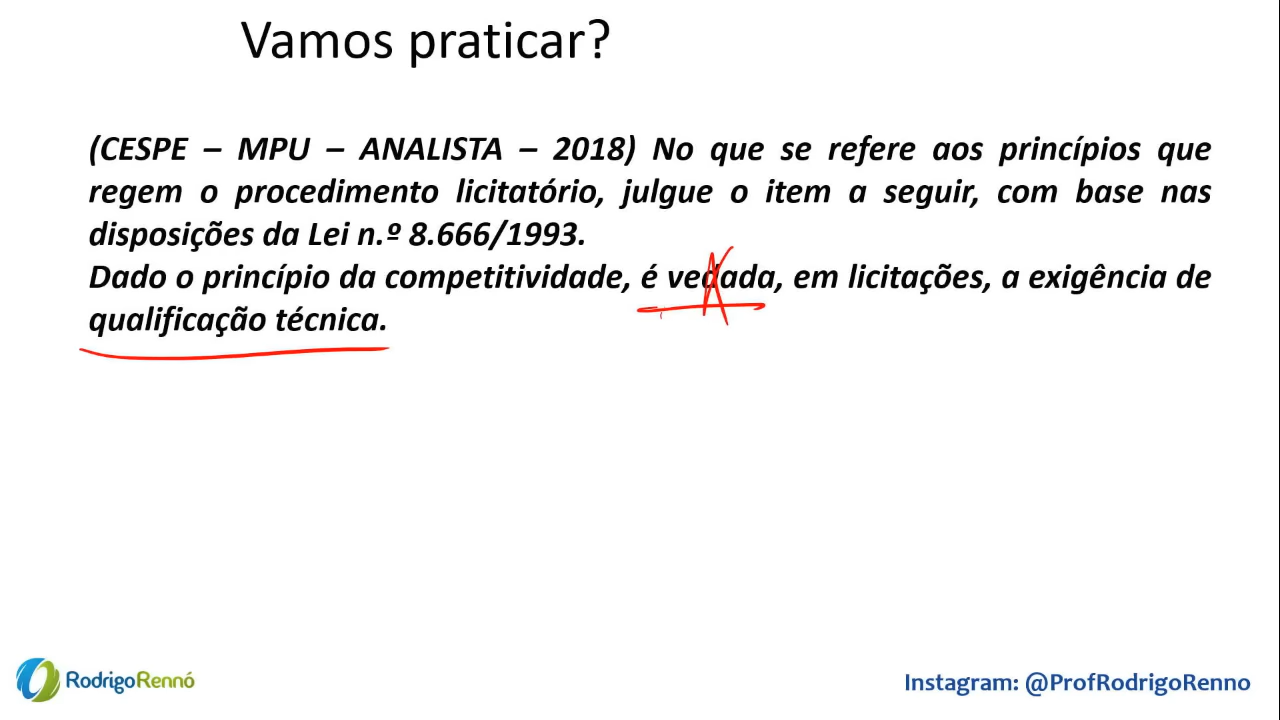 Vamos praticar?
(CESPE – MPU – ANALISTA – 2018) No que se refere aos princípios que
regem o procedimento licitatório, julgue o item a seguir, com base nas
disposições da Lei n.º 8.666/1993.
Dado o princípio da competitividade, é vedada, em licitações, a exigência de
qualificação técnica.
RodrigoRennó
Instagram: @ProfRodrigoRenno